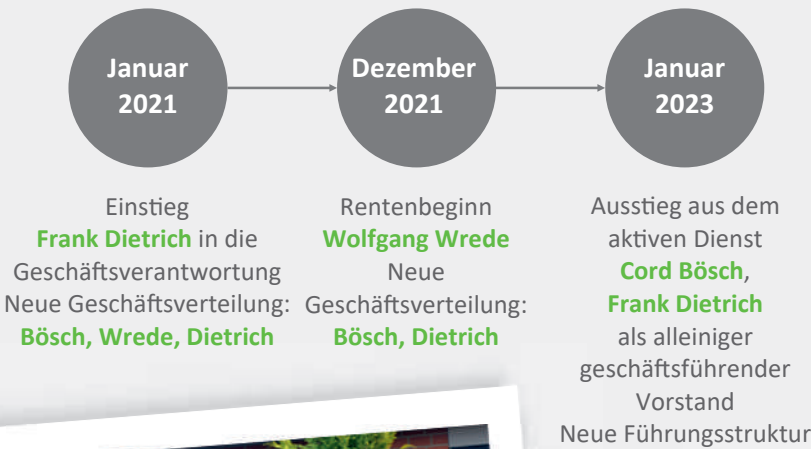 Januar
2021
Dezember
2021
Januar
2023
Einstieg
Frank Dietrich in die
Geschäftsverantwortung
Neue Geschäftsverteilung:
Bösch, Wrede, Dietrich
Rentenbeginn
Wolfgang Wrede
Neue
Geschäftsverteilung:
Bösch, Dietrich
Ausstieg aus dem
aktiven Dienst
Cord Bösch,
Frank Dietrich
als alleiniger
geschäftsführender
Vorstand
Neue Führungsstruktur